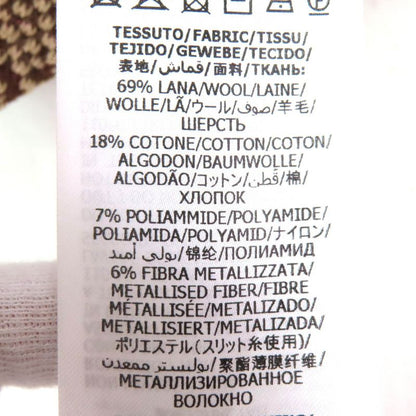 TESSUTO/FABRIC/TISSU/
TEJIDO/GEWEBE/TECIDO/
表地/قماش/面料/ТКАНЬ:
69% LANA/WOOL/LAINE/
WOLLE/LÃ/ウール/صوف/羊毛/
ШЕРСТЬ
18% COTONE/COTTON/COTON/
ALGODON/BAUMWOLLE/
ALGODÃO/コットン/قطن/棉/
ХЛОПОК
7% POLIAMMIDE/POLYAMIDE/
POLIAMIDA/POLYAMID/ナイロン/
بولي أميد/锦纶/ПОЛИАМИД
6% FIBRA METALLIZZATA/
METALLISED FIBER/FIBRE
MÉTALLISÉE/METALIZADO/
METALLISIERT/METALIZADA/
ポリエステル(スリット糸使用)/
بوليستر ممعدن/聚酯薄膜纤维/
МЕТАЛЛИЗИРОВАННОЕ
ВОЛОКНО